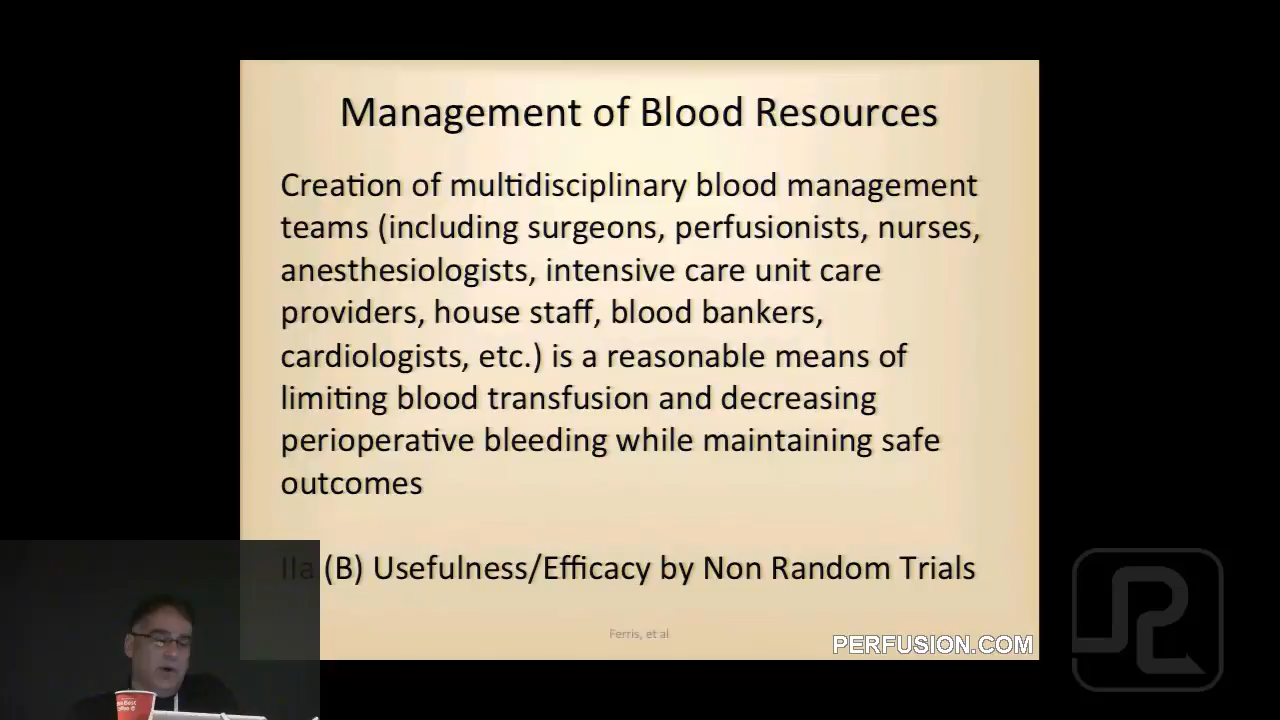 Management of Blood Resources
Creation of multidisciplinary blood management
teams (including surgeons, perfusionists, nurses,
anesthesiologists, intensive care unit care
providers, house staff, blood bankers,
cardiologists, etc.) is a reasonable means of
limiting blood transfusion and decreasing
perioperative bleeding while maintaining safe
outcomes
IIa (B) Usefulness/Efficacy by Non Random Trials
Ferris, et al
PERFUSION.COM